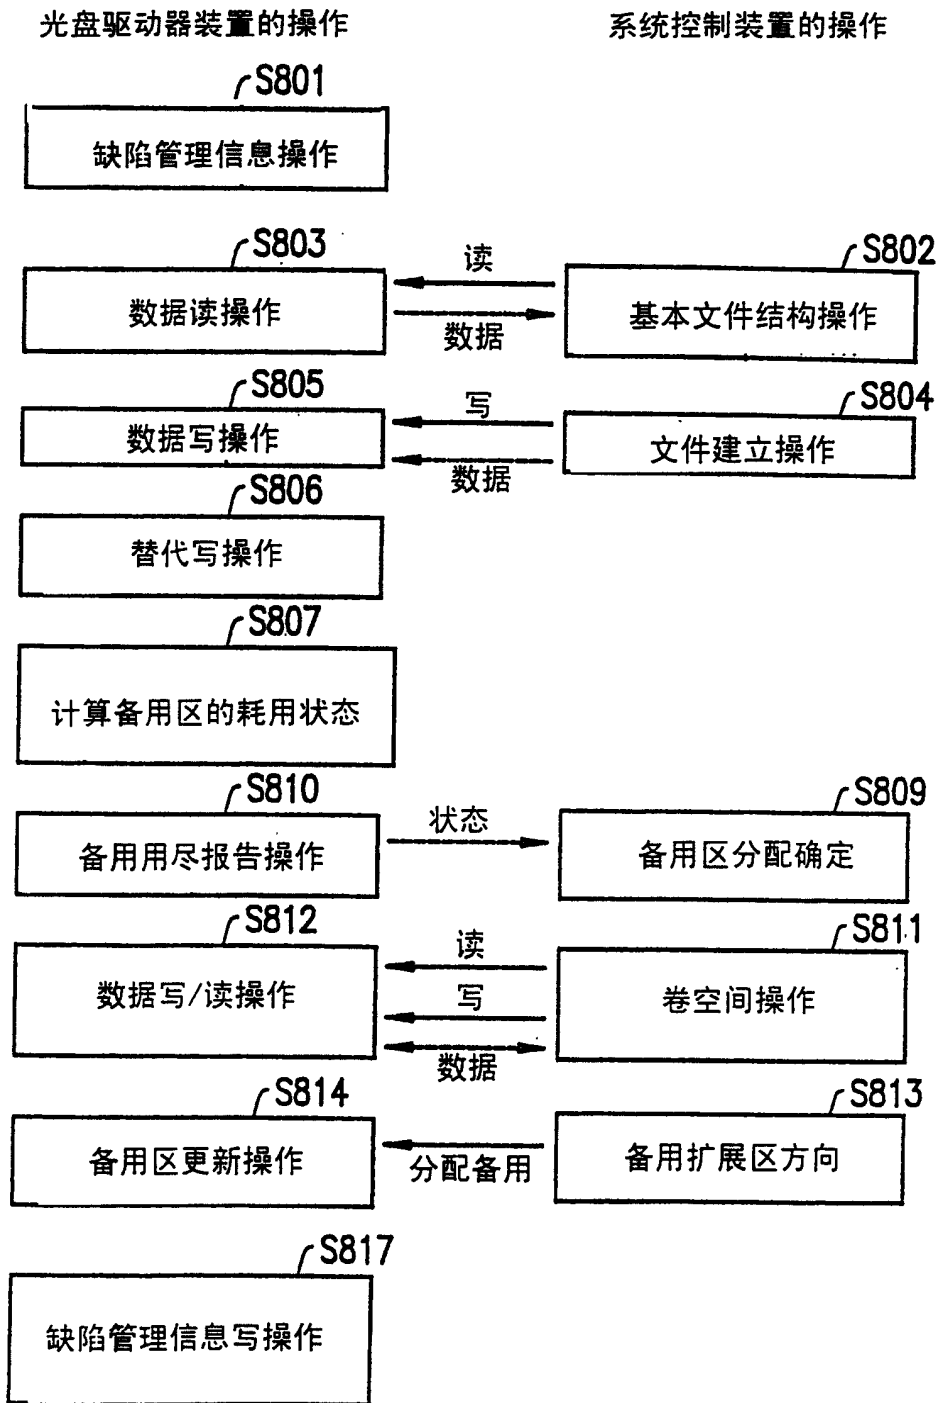 光盘驱动器装置的操作
系统控制装置的操作
S801
缺陷管理信息操作
S803
数据读操作
读
数据
S802
基本文件结构操作
S805
数据写操作
写
数据
S804
文件建立操作
S806
替代写操作
S807
计算备用区的耗用状态
S810
备用用尽报告操作
状态
S809
备用区分配确定
S812
数据写/读操作
读
写
数据
S811
卷空间操作
S814
备用区更新操作
分配备用
S813
备用扩展区方向
S817
缺陷管理信息写操作